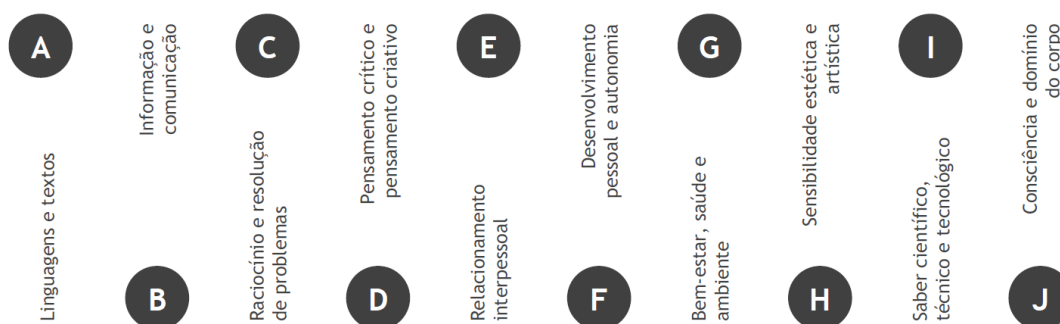 A
Linguagens e textos
Informação e
comunicação
B
C
Raciocínio e resolução
de problemas
Pensamento crítico e
pensamento criativo
D
E
Relacionamento
interpessoal
Desenvolvimento
pessoal e autonomia
F
G
Bem-estar, saúde e
ambiente
Sensibilidade estética e
artística
H
I
Saber científico,
técnico e tecnológico
Consciência e domínio
do corpo
J